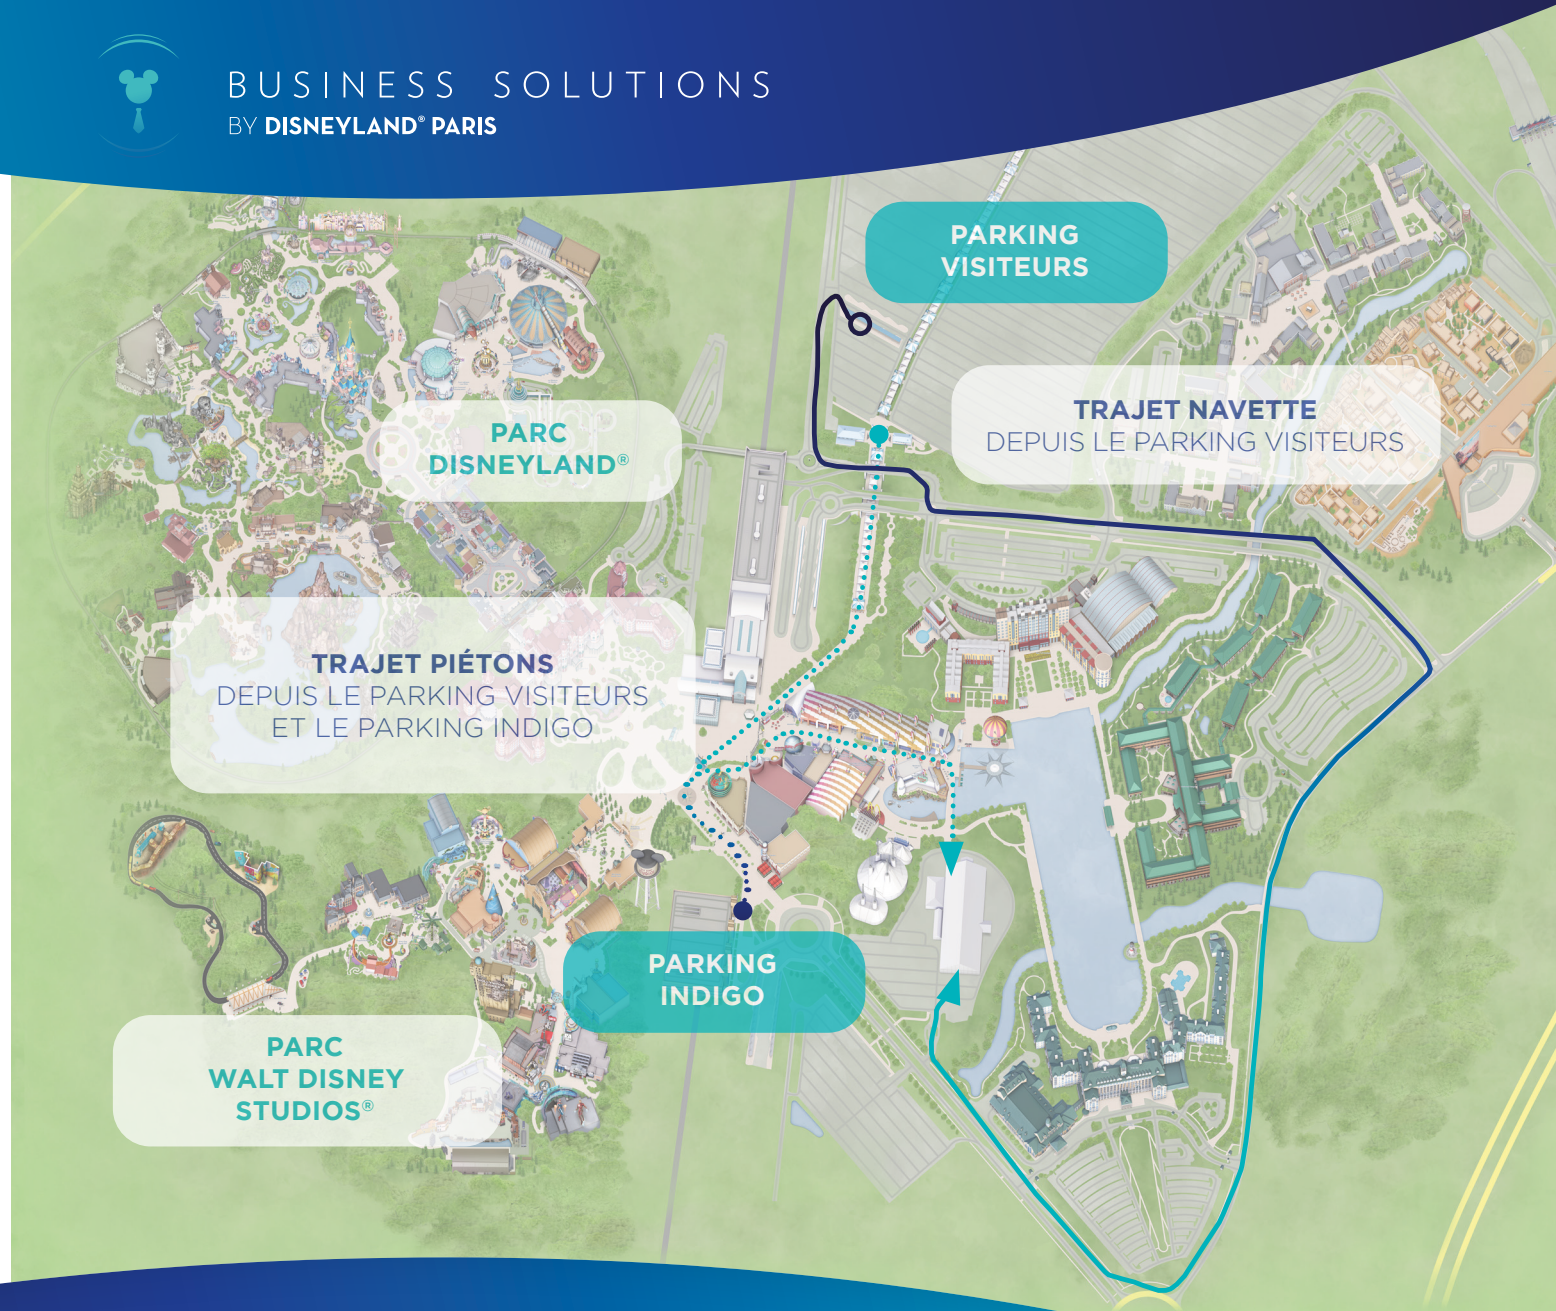 BUSINESS SOLUTIONS
BY DISNEYLAND® PARIS
PARKING
VISITEURS
TRAJET NAVETTE
DEPUIS LE PARKING VISITEURS
PARC
DISNEYLAND®
TRAJET PIÉTONS
DEPUIS LE PARKING VISITEURS
ET LE PARKING INDIGO
PARKING
INDIGO
PARC
WALT DISNEY
STUDIOS®